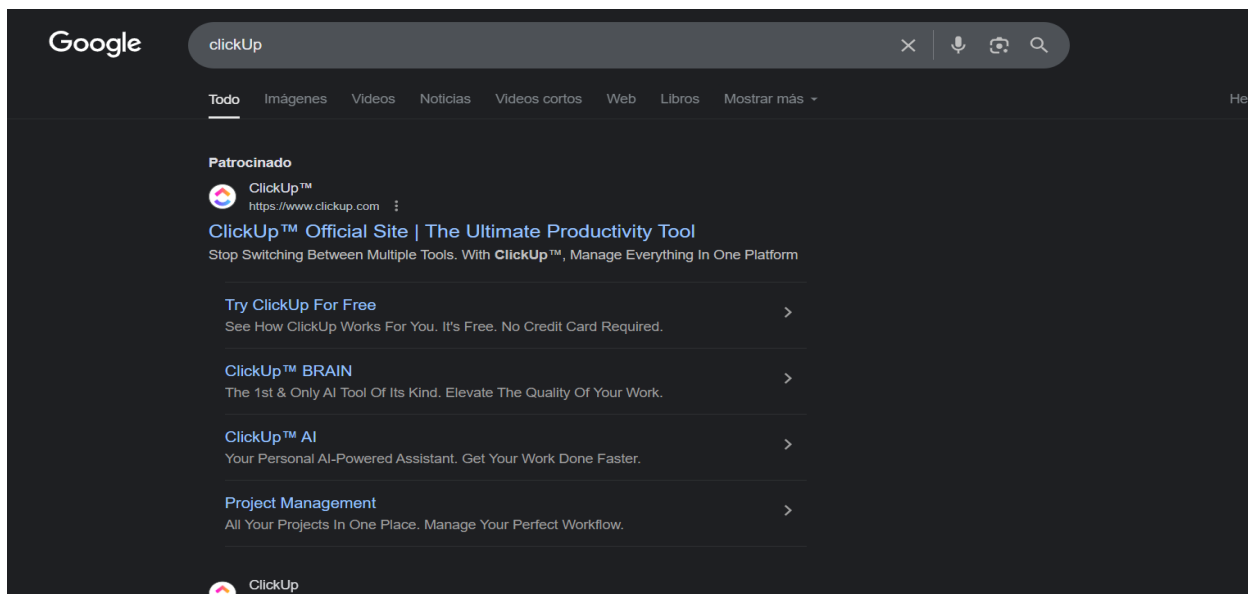 Google
clickUp
Todo Imágenes Videos Noticias Videos cortos Web Libros Mostrar más
Patrocinado
ClickUp™
https://www.clickup.com
ClickUp™ Official Site | The Ultimate Productivity Tool
Stop Switching Between Multiple Tools. With ClickUp™, Manage Everything In One Platform
Try ClickUp For Free
See How ClickUp Works For You. It's Free. No Credit Card Required.
ClickUp™ BRAIN
The 1st & Only AI Tool Of Its Kind. Elevate The Quality Of Your Work.
ClickUp™ AI
Your Personal AI-Powered Assistant. Get Your Work Done Faster.
Project Management
All Your Projects In One Place. Manage Your Perfect Workflow.
ClickUp